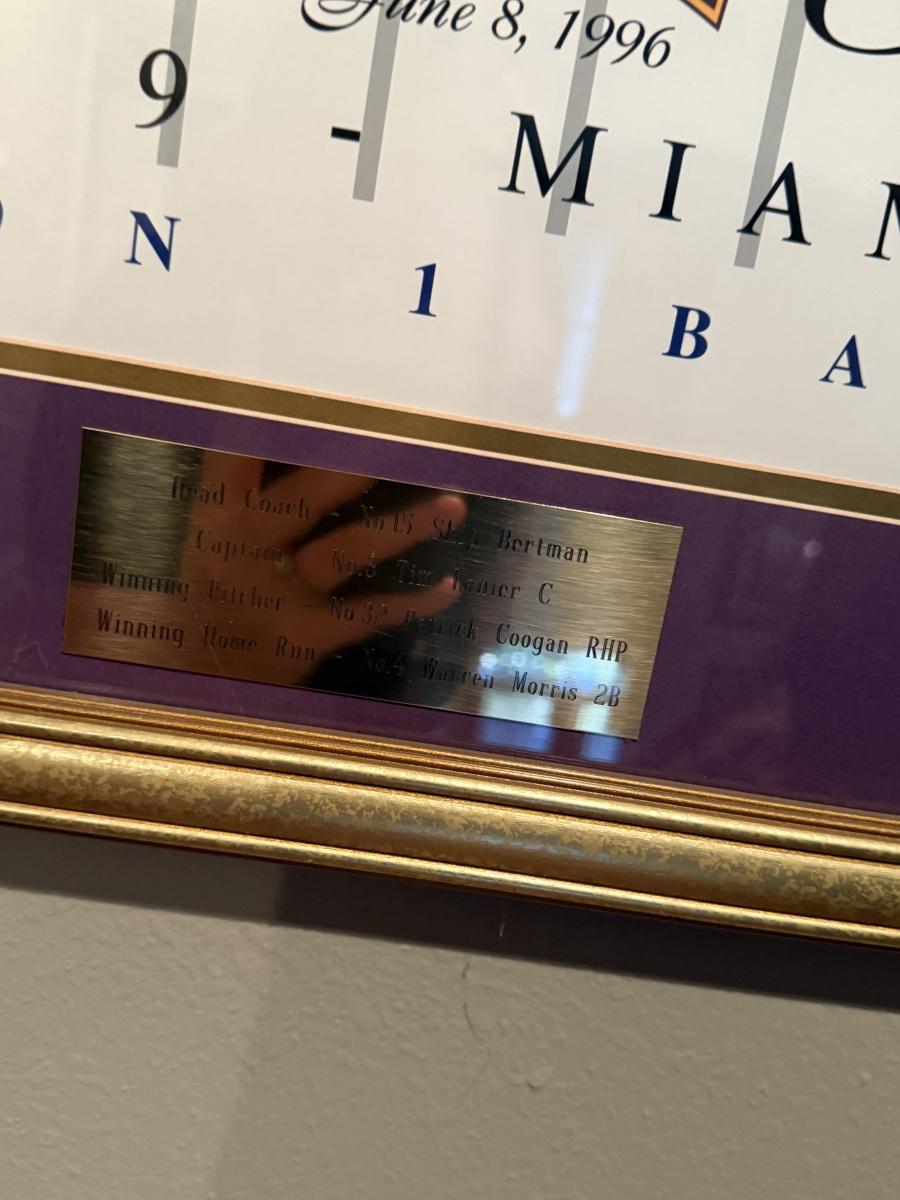 June 8, 1996
9 - MIAM
N 1 BA
Head Coach - No.15 Skip Bertman
Captain - No.8 Tim Lanier C
Winning Pitcher - No.32 Patrick Coogan RHP
Winning Home Run - No.4 Warren Morris 2B